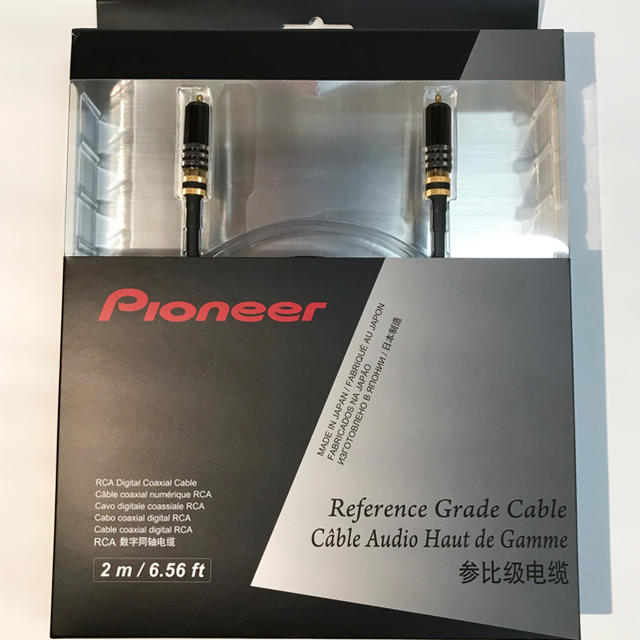 Pioneer
MADE IN JAPAN / FABRIQUÉ AU JAPON
FABRICADOS NA JAPÃO
ИЗГОТОВЛЕНО В ЯПОНИИ / 日本制造
RCA Digital Coaxial Cable
Câble coaxial numérique RCA
Cavo digitale coassiale RCA
Cabo coaxial digital RCA
Cable coaxial digital RCA
RCA 数字同轴电缆
2 m / 6.56 ft
Reference Grade Cable
Câble Audio Haut de Gamme
参比级电缆